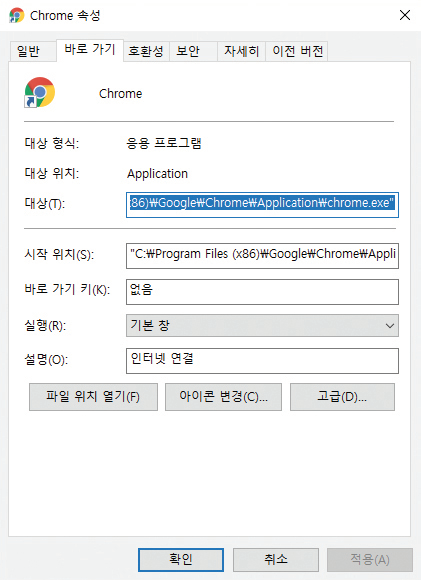 Chrome 속성
일반 바로 가기 호환성 보안 자세히 이전 버전
Chrome
대상 형식: 응용 프로그램
대상 위치: Application
대상(T): :86)₩Google₩Chrome₩Application₩chrome.exe"
시작 위치(S): "C:₩Program Files (x86)₩Google₩Chrome₩Appli
바로 가기 키(K): 없음
실행(R): 기본 창
설명(O): 인터넷 연결
파일 위치 열기(F) 아이콘 변경(C)... 고급(D)...
확인 취소 적용(A)